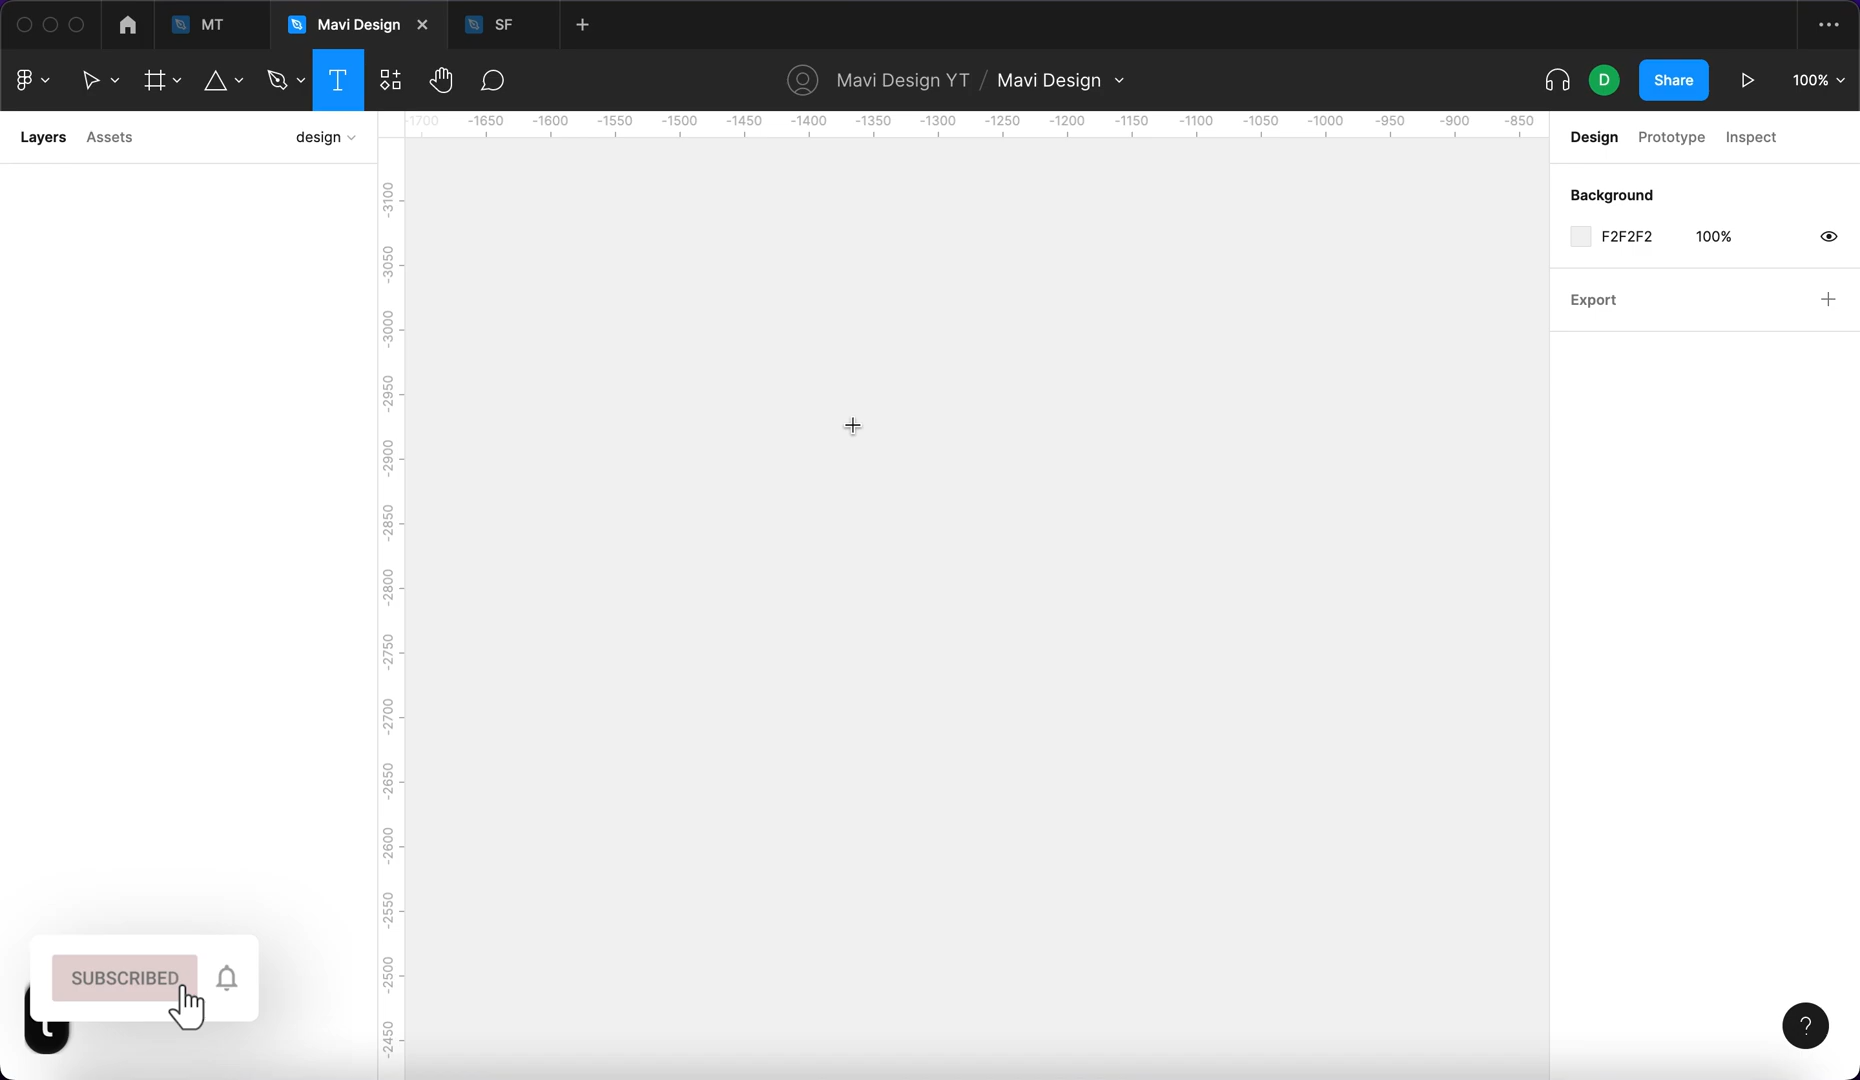 MT
Mavi Design
SF
T
Mavi Design YT / Mavi Design
D
Share
100%
Layers
Assets
design
-1700 -1650 -1600 -1550 -1500 -1450 -1400 -1350 -1300 -1250 -1200 -1150 -1100 -1050 -1000 -950 -900 -850
Design
Prototype
Inspect
-3100
-3050
-3000
-2950
-2900
-2850
-2800
-2750
-2700
-2650
-2600
-2550
-2500
-2450
Background
F2F2F2
100%
Export
SUBSCRIBED
t
?